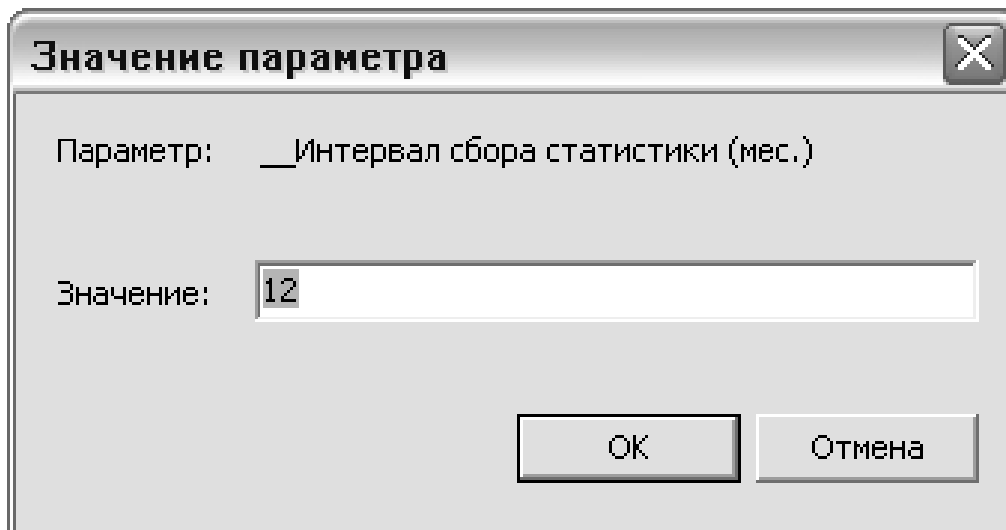 Значение параметра
Параметр: __Интервал сбора статистики (мес.)
Значение: 12
OK Отмена